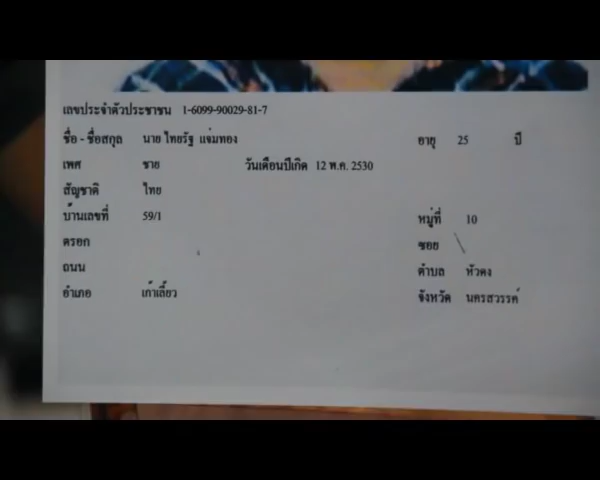 เลขประจำตัวประชาชน 1-6099-90029-81-7
ชื่อ - ชื่อสกุล นาย ไทยรัฐ แจ่มทอง อายุ 25 ปี
เพศ ชาย วันเดือนปีเกิด 12 พ.ค. 2530
สัญชาติ ไทย
บ้านเลขที่ 59/1 หมู่ที่ 10
ตรอก ซอย
ถนน ตำบล หัวดง
อำเภอ เก้าเลี้ยว จังหวัด นครสวรรค์